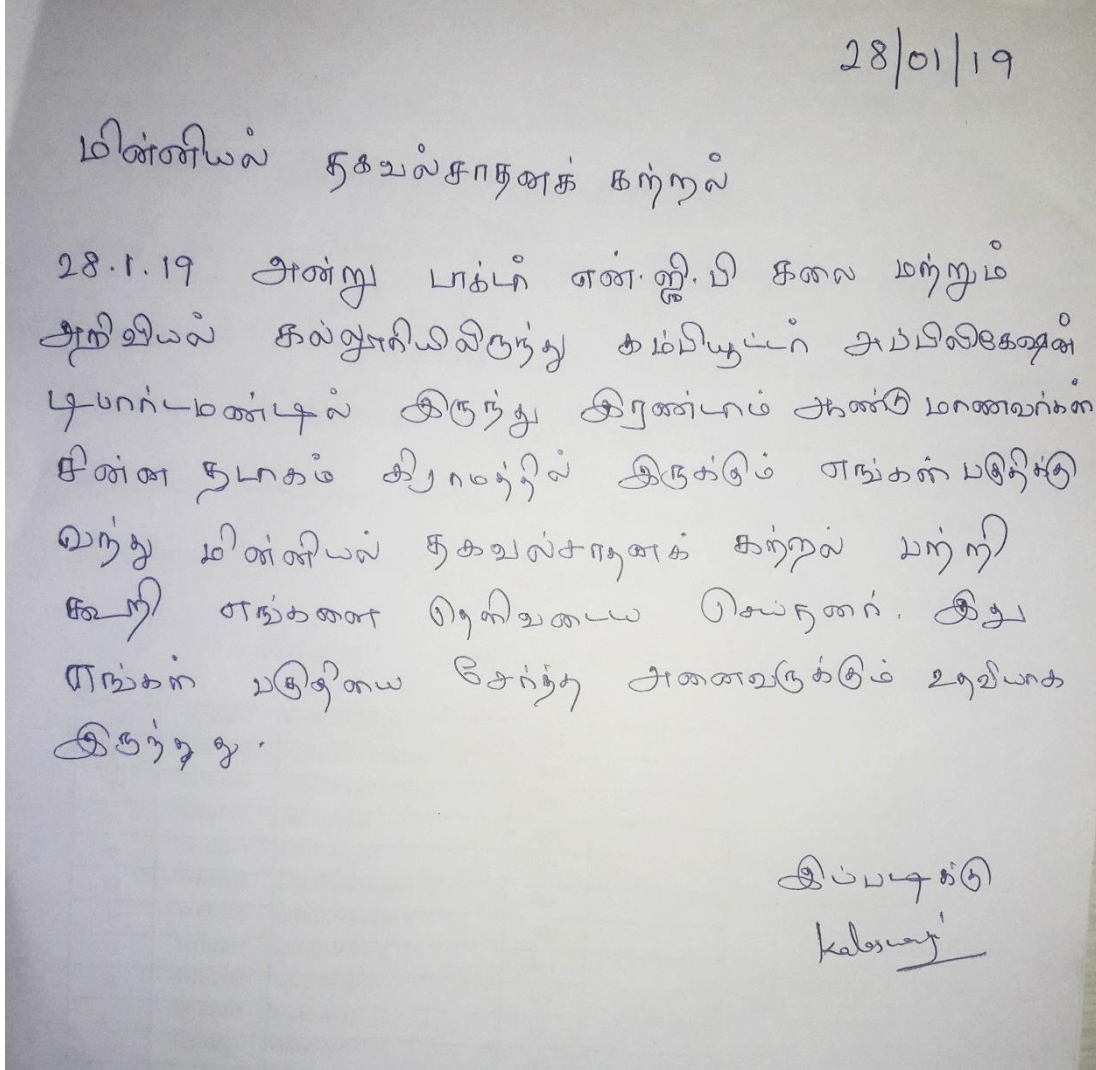 28/01/19
மின்னியல் தகவல்சாதனக் கற்றல்
28.1.19 அன்று டாக்டர் என்.ஜி.பி கலை மற்றும்
அறிவியல் கல்லூரியிலிருந்து கம்பியூட்டர் அப்பிலிகேஷன்
டிபார்டமண்டில் இருந்து இரண்டாம் ஆண்டு மாணவர்கள்
சின்ன தடாகம் கிராமத்தில் இருக்கும் எங்கள் பகுதிக்கு
வந்து மின்னியல் தகவல்சாதனக் கற்றல் பற்றி
கூறி எங்களை தெளிவடைய செய்தனர். இது
எங்கள் பகுதியை சேர்ந்த அனைவருக்கும் உதவியாக
இருந்தது.
இப்படிக்கு